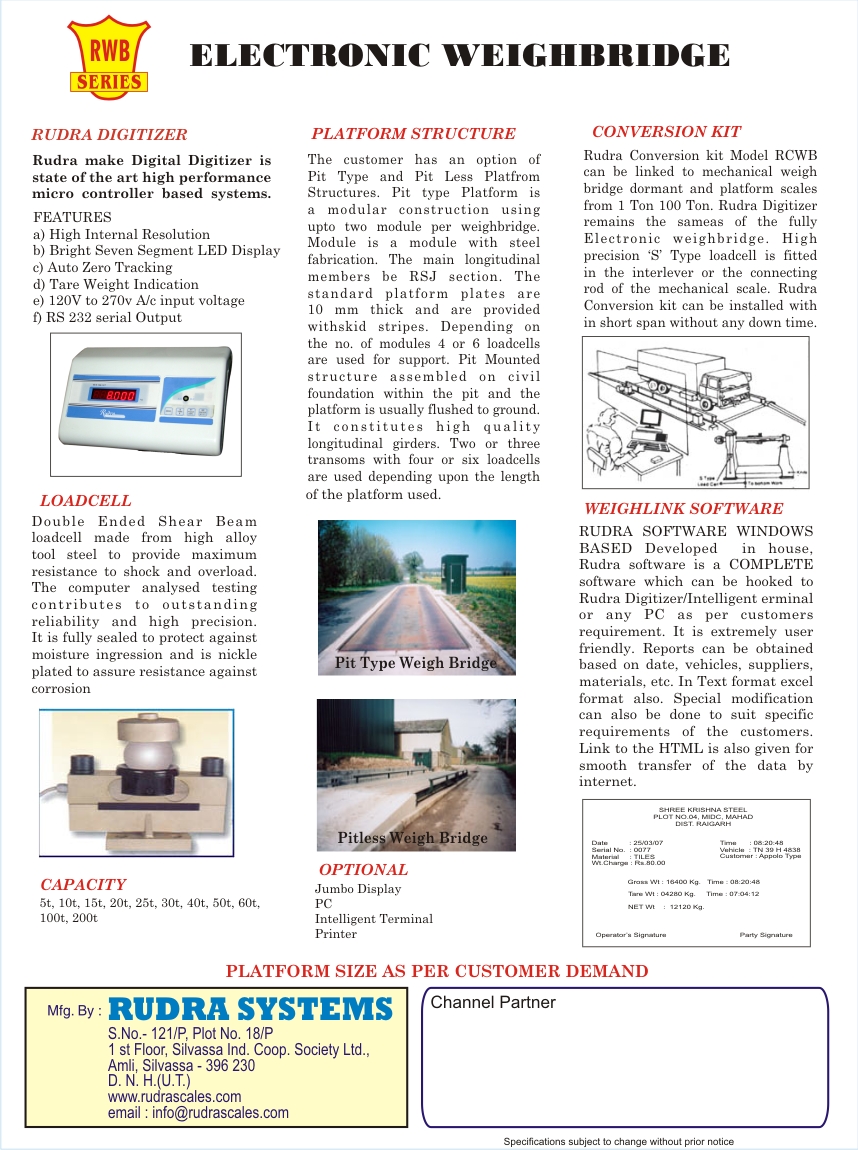 RWB
SERIES
ELECTRONIC WEIGHBRIDGE
RUDRA DIGITIZER
Rudra make Digital Digitizer is
state of the art high performance
micro controller based systems.
FEATURES
a) High Internal Resolution
b) Bright Seven Segment LED Display
c) Auto Zero Tracking
d) Tare Weight Indication
e) 120V to 270v A/c input voltage
f) RS 232 serial Output
8000
LOADCELL
Double Ended Shear Beam
loadcell made from high alloy
tool steel to provide maximum
resistance to shock and overload.
The computer analysed testing
contributes to outstanding
reliability and high precision.
It is fully sealed to protect against
moisture ingression and is nickle
plated to assure resistance against
corrosion
CAPACITY
5t, 10t, 15t, 20t, 25t, 30t, 40t, 50t, 60t,
100t, 200t
PLATFORM STRUCTURE
The customer has an option of
Pit Type and Pit Less Platfrom
Structures. Pit type Platform is
a modular construction using
upto two module per weighbridge.
Module is a module with steel
fabrication. The main longitudinal
members be RSJ section. The
standard platform plates are
10 mm thick and are provided
withskid stripes. Depending on
the no. of modules 4 or 6 loadcells
are used for support. Pit Mounted
structure assembled on civil
foundation within the pit and the
platform is usually flushed to ground.
It constitutes high quality
longitudinal girders. Two or three
transoms with four or six loadcells
are used depending upon the length
of the platform used.
Pit Type Weigh Bridge
Pitless Weigh Bridge
OPTIONAL
Jumbo Display
PC
Intelligent Terminal
Printer
CONVERSION KIT
Rudra Conversion kit Model RCWB
can be linked to mechanical weigh
bridge dormant and platform scales
from 1 Ton 100 Ton. Rudra Digitizer
remains the sameas of the fully
Electronic weighbridge. High
precision ‘S’ Type loadcell is fitted
in the interlever or the connecting
rod of the mechanical scale. Rudra
Conversion kit can be installed with
in short span without any down time.
S Type
Load Cell
WEIGHLINK SOFTWARE
RUDRA SOFTWARE WINDOWS
BASED Developed in house,
Rudra software is a COMPLETE
software which can be hooked to
Rudra Digitizer/Intelligent erminal
or any PC as per customers
requirement. It is extremely user
friendly. Reports can be obtained
based on date, vehicles, suppliers,
materials, etc. In Text format excel
format also. Special modification
can also be done to suit specific
requirements of the customers.
Link to the HTML is also given for
smooth transfer of the data by
internet.
SHREE KRISHNA STEEL
PLOT NO.04, MIDC, MAHAD
DIST. RAIGARH
Date : 25/03/07 Time : 08:20:48
Serial No. : 0077 Vehicle : TN 39 H 4838
Material : TILES Customer : Appolo Type
Wt.Charge : Rs.80.00
Gross Wt : 16400 Kg. Time : 08:20:48
Tare Wt : 04280 Kg. Time : 07:04:12
NET Wt : 12120 Kg.
Operator's Signature Party Signature
PLATFORM SIZE AS PER CUSTOMER DEMAND
Mfg. By : RUDRA SYSTEMS
S.No.- 121/P, Plot No. 18/P
1 st Floor, Silvassa Ind. Coop. Society Ltd.,
Amli, Silvassa - 396 230
D. N. H.(U.T.)
www.rudrascales.com
email : info@rudrascales.com
Channel Partner
Specifications subject to change without prior notice